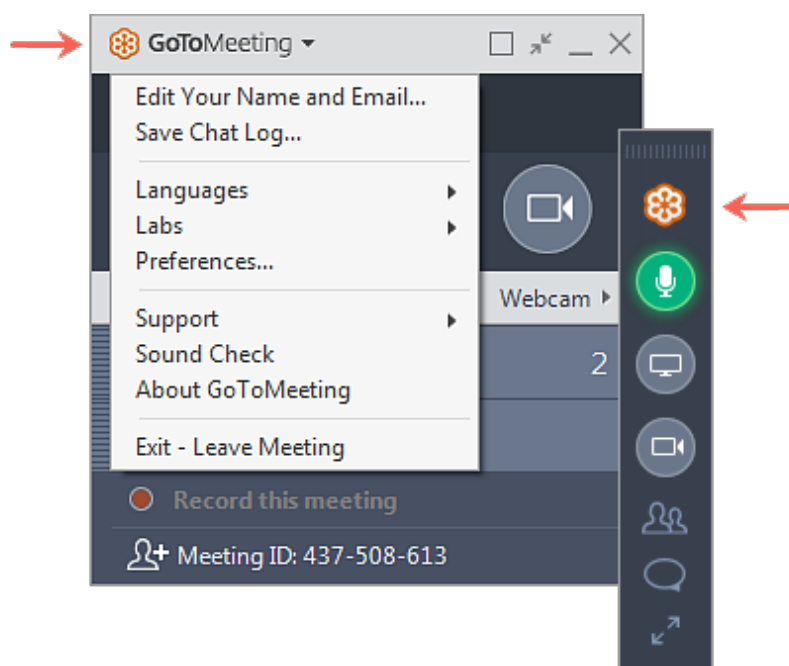 GoToMeeting
Edit Your Name and Email...
Save Chat Log...
Languages
Labs
Preferences...
Webcam
Support
2
Sound Check
About GoToMeeting
Exit - Leave Meeting
Record this meeting
Meeting ID: 437-508-613